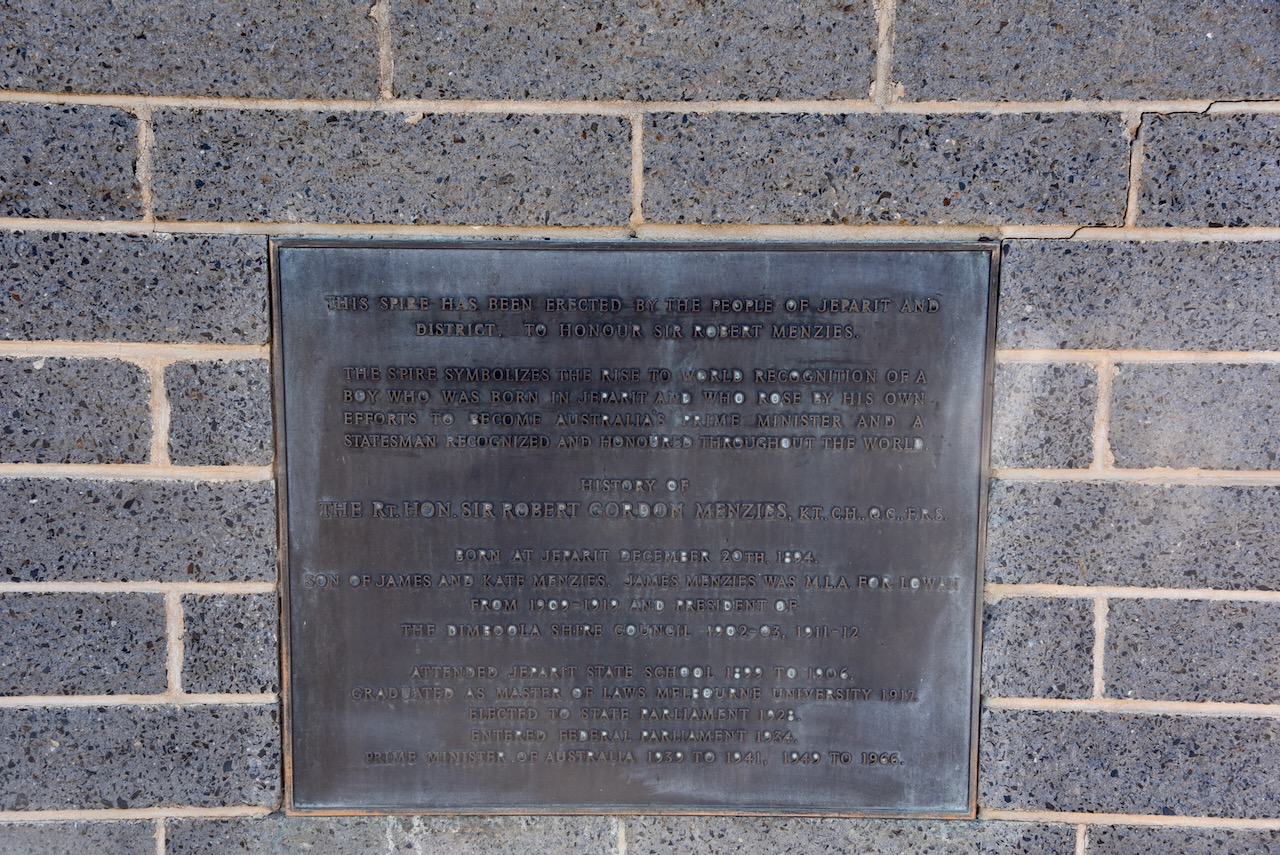 THIS SPIRE HAS BEEN ERECTED BY THE PEOPLE OF JEPARIT AND
DISTRICT, TO HONOUR SIR ROBERT MENZIES.
THE SPIRE SYMBOLIZES THE RISE TO WORLD RECOGNITION OF A
BOY WHO WAS BORN IN JEPARIT AND WHO ROSE BY HIS OWN
EFFORTS TO BECOME AUSTRALIA'S PRIME MINISTER AND A
STATESMAN RECOGNIZED AND HONOURED THROUGHOUT THE WORLD.
HISTORY OF
THE RT. HON. SIR ROBERT GORDON MENZIES, KT., C.H., Q.C., F.R.S.
BORN AT JEPARIT DECEMBER 20TH 1894.
SON OF JAMES AND KATE MENZIES. JAMES MENZIES WAS M.L.A. FOR LOWAN
FROM 1909-1919 AND PRESIDENT OF
THE DIMBOOLA SHIRE COUNCIL 1902-03, 1911-12
ATTENDED JEPARIT STATE SCHOOL 1899 TO 1906.
GRADUATED AS MASTER OF LAWS MELBOURNE UNIVERSITY 1917.
ELECTED TO STATE PARLIAMENT 1928.
ENTERED FEDERAL PARLIAMENT 1934.
PRIME MINISTER OF AUSTRALIA 1939 TO 1941, 1949 TO 1966.